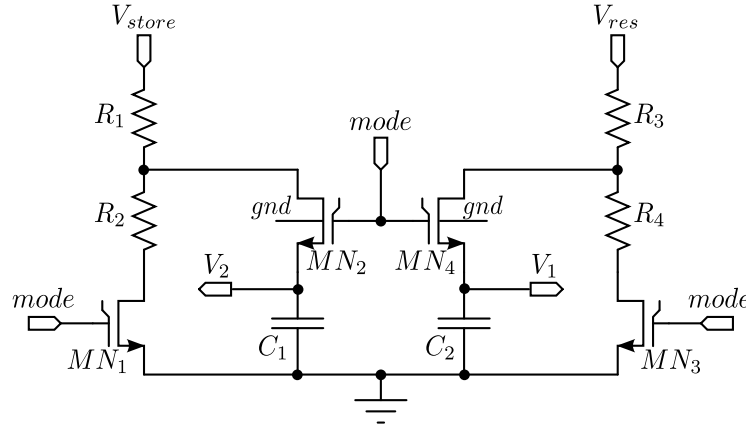 V_store
V_res
R_1
R_3
mode
R_2
gnd
gnd
R_4
MN_2
MN_4
V_2
V_1
mode
mode
C_1
C_2
MN_1
MN_3